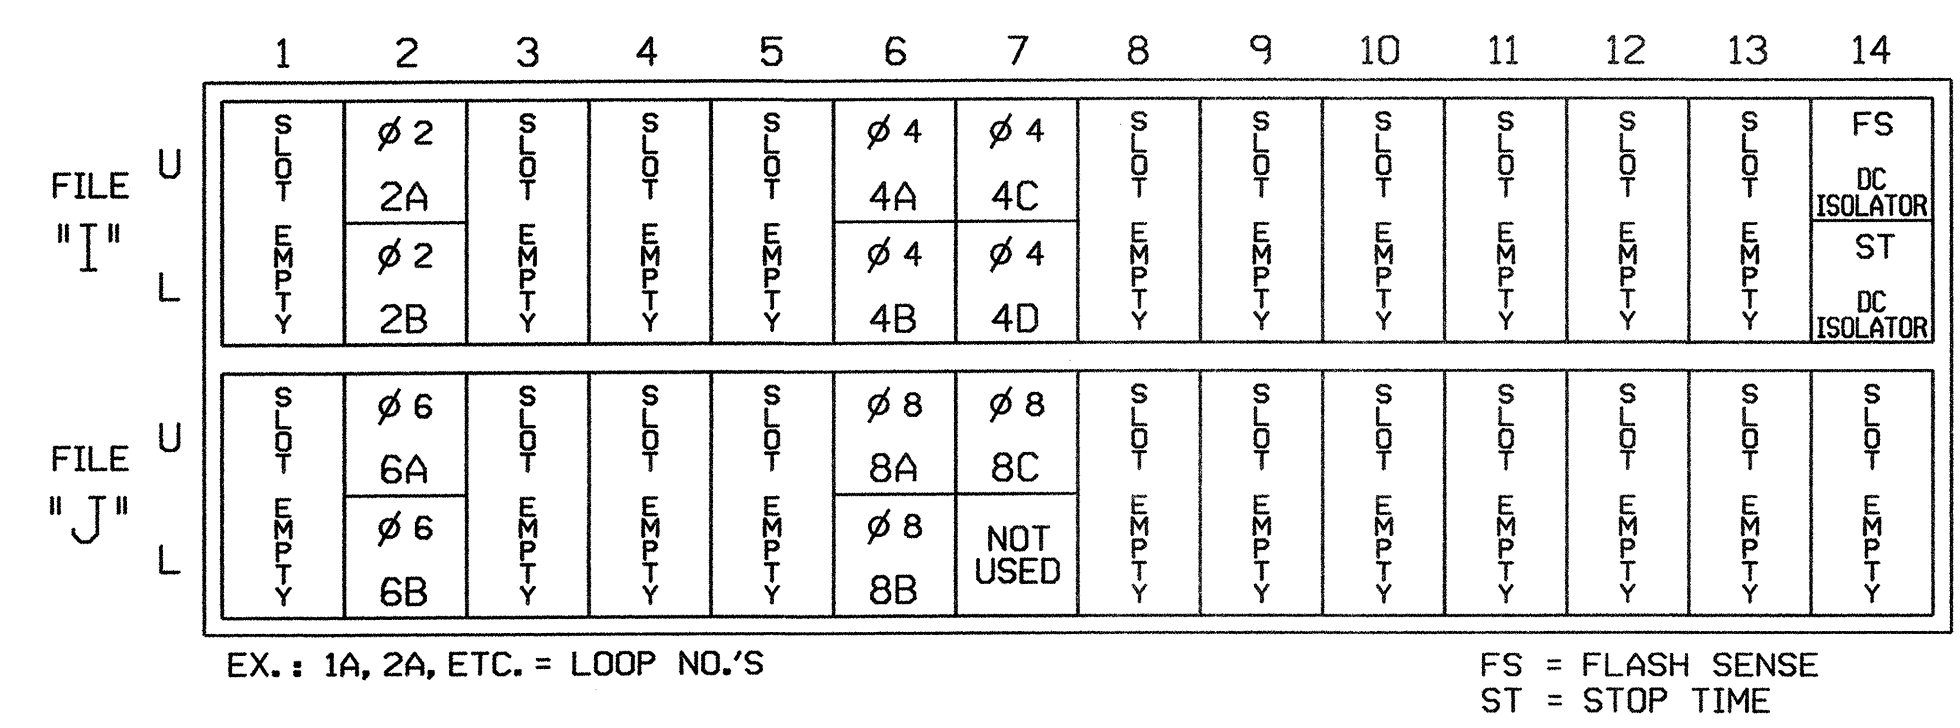 1 2 3 4 5 6 7 8 9 10 11 12 13 14
FILE "I"
U
L
SLOT EMPTY
Ø 2
2A
Ø 2
2B
SLOT EMPTY
SLOT EMPTY
SLOT EMPTY
Ø 4
4A
Ø 4
4B
Ø 4
4C
Ø 4
4D
SLOT EMPTY
SLOT EMPTY
SLOT EMPTY
SLOT EMPTY
SLOT EMPTY
SLOT EMPTY
FS
DC
ISOLATOR
ST
DC
ISOLATOR
FILE "J"
U
L
SLOT EMPTY
Ø 6
6A
Ø 6
6B
SLOT EMPTY
SLOT EMPTY
SLOT EMPTY
Ø 8
8A
Ø 8
8B
Ø 8
8C
NOT
USED
SLOT EMPTY
SLOT EMPTY
SLOT EMPTY
SLOT EMPTY
SLOT EMPTY
SLOT EMPTY
SLOT EMPTY
EX.: 1A, 2A, ETC. = LOOP NO.'S
FS = FLASH SENSE
ST = STOP TIME